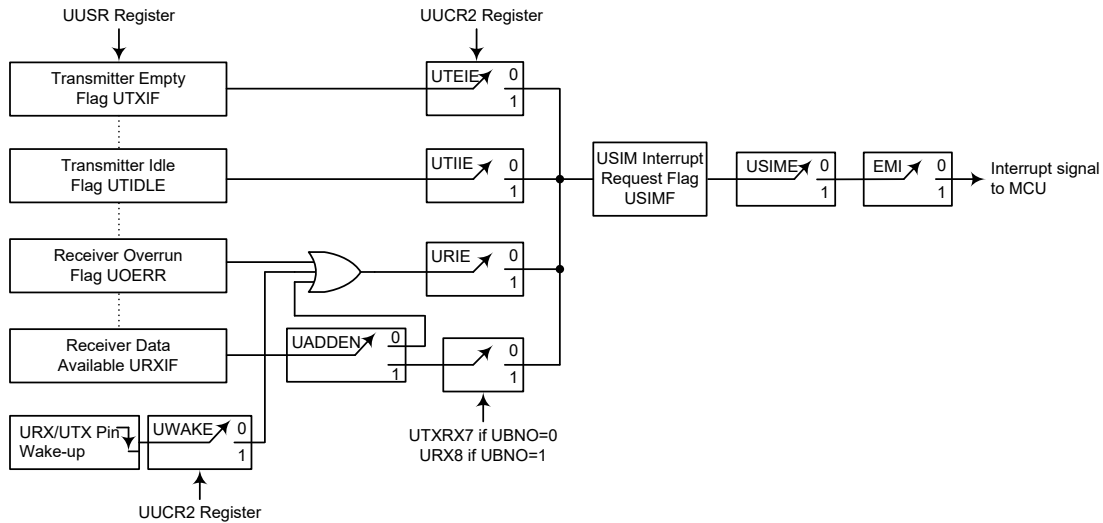 UUSR Register
UUCR2 Register
Transmitter Empty
Flag UTXIF
UTEIE
0
1
Transmitter Idle
Flag UTIDLE
UTIIE
0
1
USIM Interrupt
Request Flag
USIMF
USIME
0
1
EMI
0
1
Interrupt signal
to MCU
Receiver Overrun
Flag UOERR
URIE
0
1
Receiver Data
Available URXIF
UADDEN
0
1
0
1
URX/UTX Pin
Wake-up
UWAKE
0
1
UTXRX7 if UBNO=0
URX8 if UBNO=1
UUCR2 Register